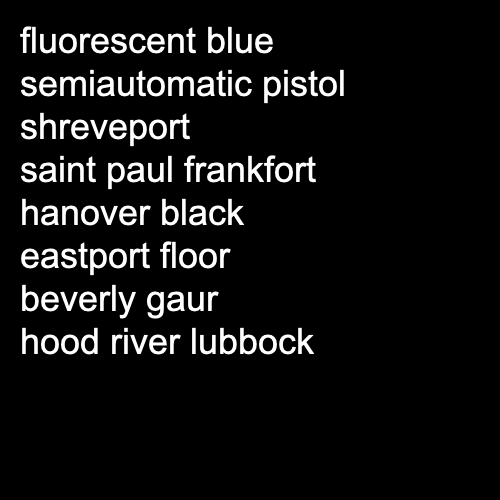 fluorescent blue
semiautomatic pistol
shreveport
saint paul frankfort
hanover black
eastport floor
beverly gaur
hood river lubbock